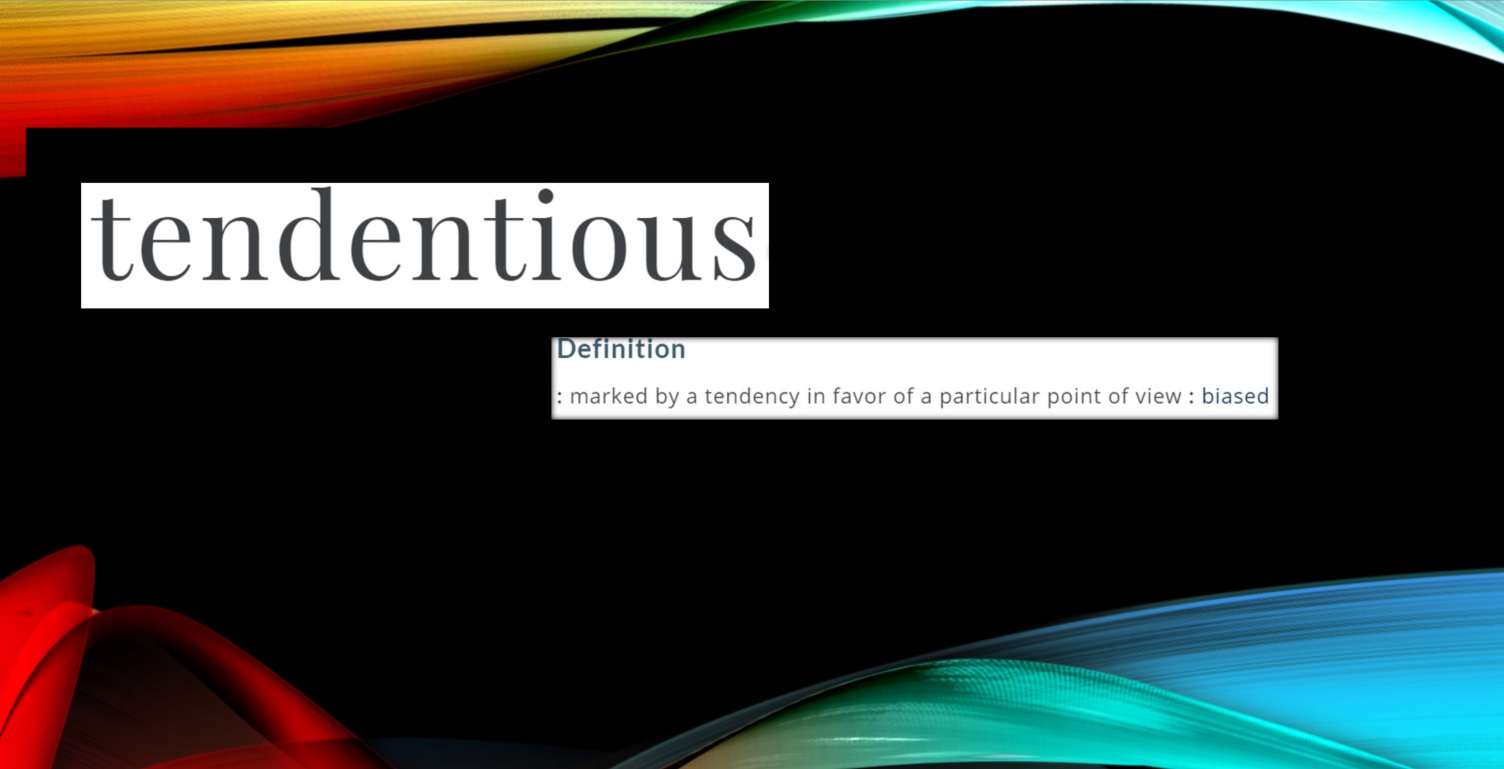 tendentious
Definition
: marked by a tendency in favor of a particular point of view : biased